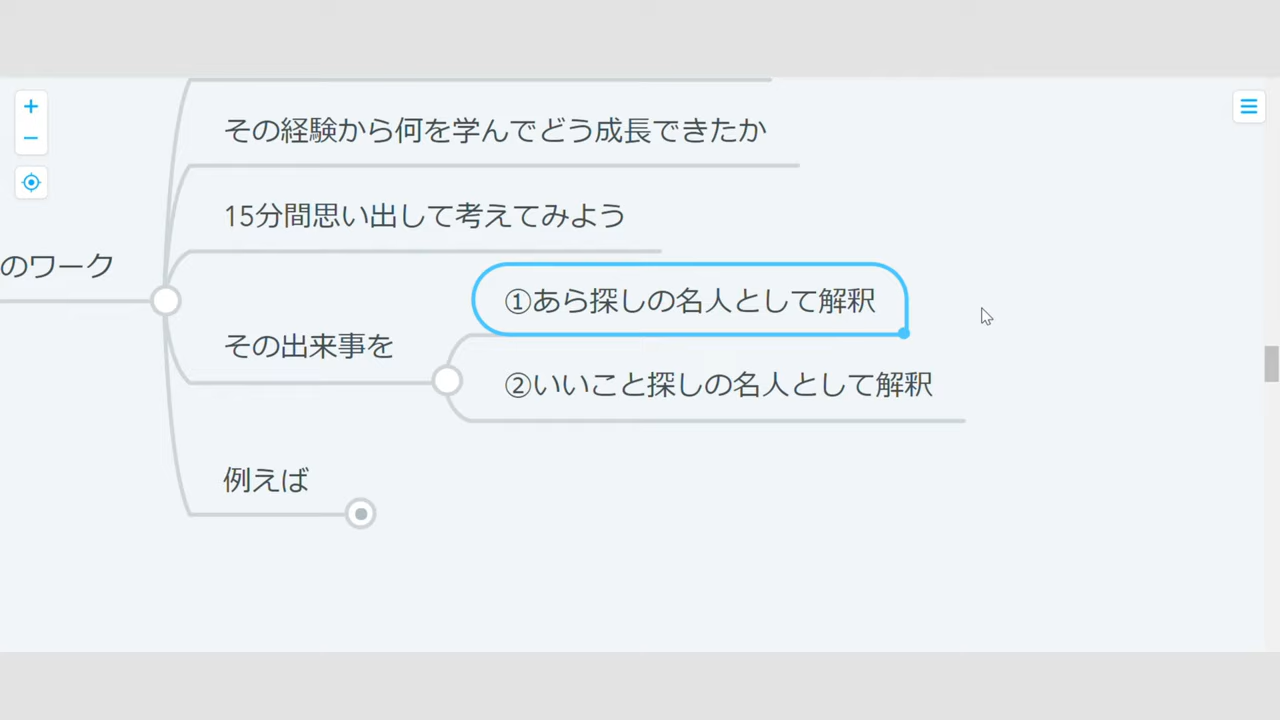 その経験から何を学んでどう成長できたか
15分間思い出して考えてみよう
のワーク
①あら探しの名人として解釈
その出来事を
②いいこと探しの名人として解釈
例えば